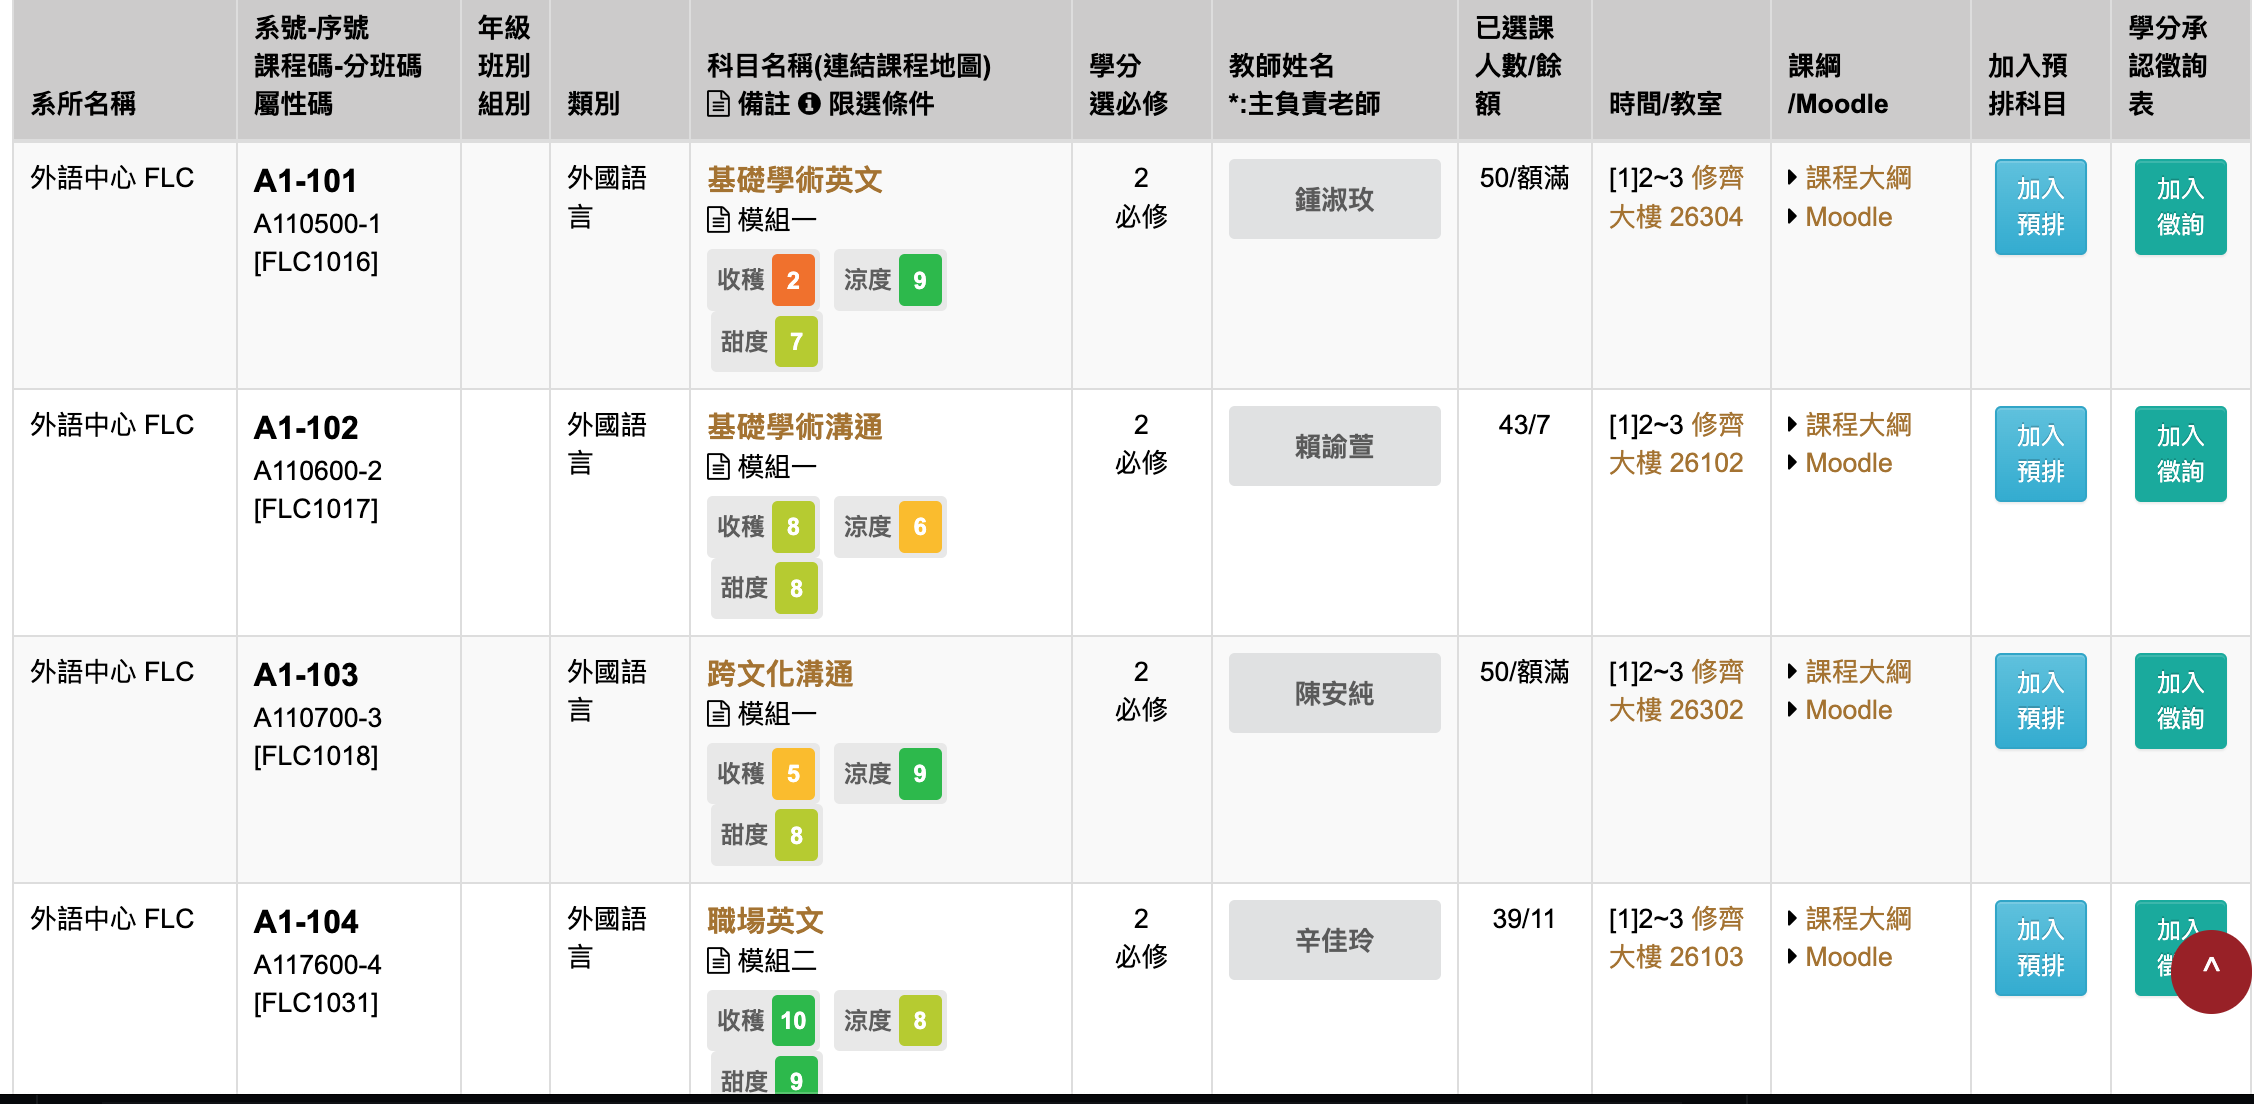 系所名稱
系號-序號
課程碼-分班碼
屬性碼
年級
班別
組別
類別
科目名稱(連結課程地圖)
備註 限選條件
學分
選必修
教師姓名
*:主負責老師
已選課
人數/餘
額
時間/教室
課綱
/Moodle
加入預
排科目
學分承
認徵詢
表
外語中心 FLC
A1-101
A110500-1
[FLC1016]
外國語
言
基礎學術英文
模組一
收穫 2 涼度 9
甜度 7
2
必修
鍾淑玫
50/額滿
[1]2~3 修齊
大樓 26304
課程大綱
Moodle
加入
預排
加入
徵詢
外語中心 FLC
A1-102
A110600-2
[FLC1017]
外國語
言
基礎學術溝通
模組一
收穫 8 涼度 6
甜度 8
2
必修
賴諭萱
43/7
[1]2~3 修齊
大樓 26102
課程大綱
Moodle
加入
預排
加入
徵詢
外語中心 FLC
A1-103
A110700-3
[FLC1018]
外國語
言
跨文化溝通
模組一
收穫 5 涼度 9
甜度 8
2
必修
陳安純
50/額滿
[1]2~3 修齊
大樓 26302
課程大綱
Moodle
加入
預排
加入
徵詢
外語中心 FLC
A1-104
A117600-4
[FLC1031]
外國語
言
職場英文
模組二
收穫 10 涼度 8
甜度 9
2
必修
辛佳玲
39/11
[1]2~3 修齊
大樓 26103
課程大綱
Moodle
加入
預排
加入
^